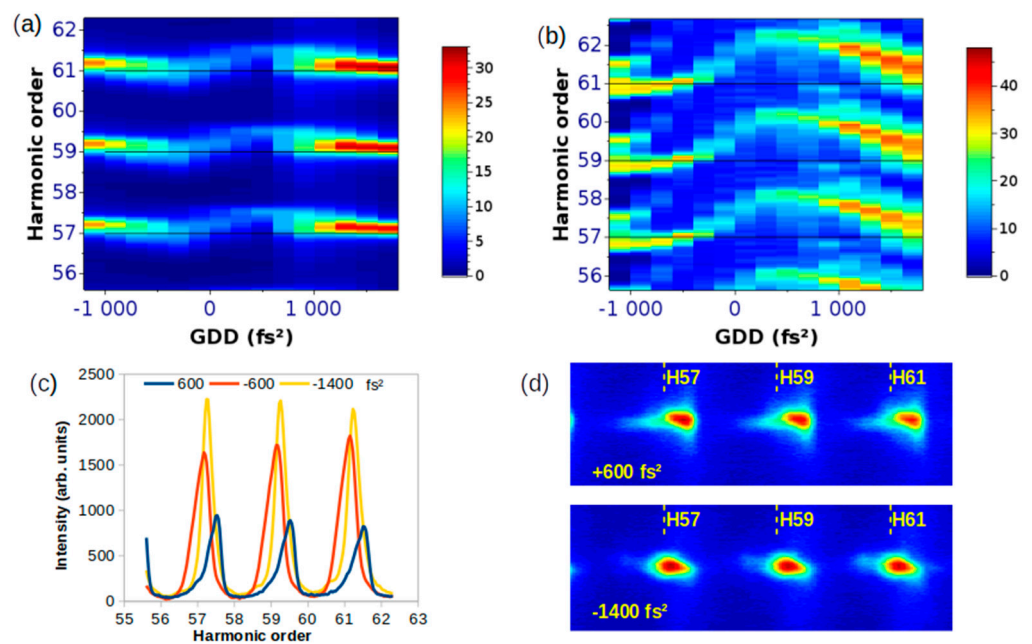 (a)
62
61
60
59
58
57
56
Harmonic order
-1 000
0
1 000
GDD (fs²)
30
25
20
15
10
5
0
(b)
62
61
60
59
58
57
56
Harmonic order
-1 000
0
1 000
GDD (fs²)
40
30
20
10
0
(c)
2500
2000
1500
1000
500
0
Intensity (arb. units)
600 -600 -1400 fs²
55 56 57 58 59 60 61 62 63
Harmonic order
(d)
H57 H59 H61
+600 fs²
H57 H59 H61
-1400 fs²